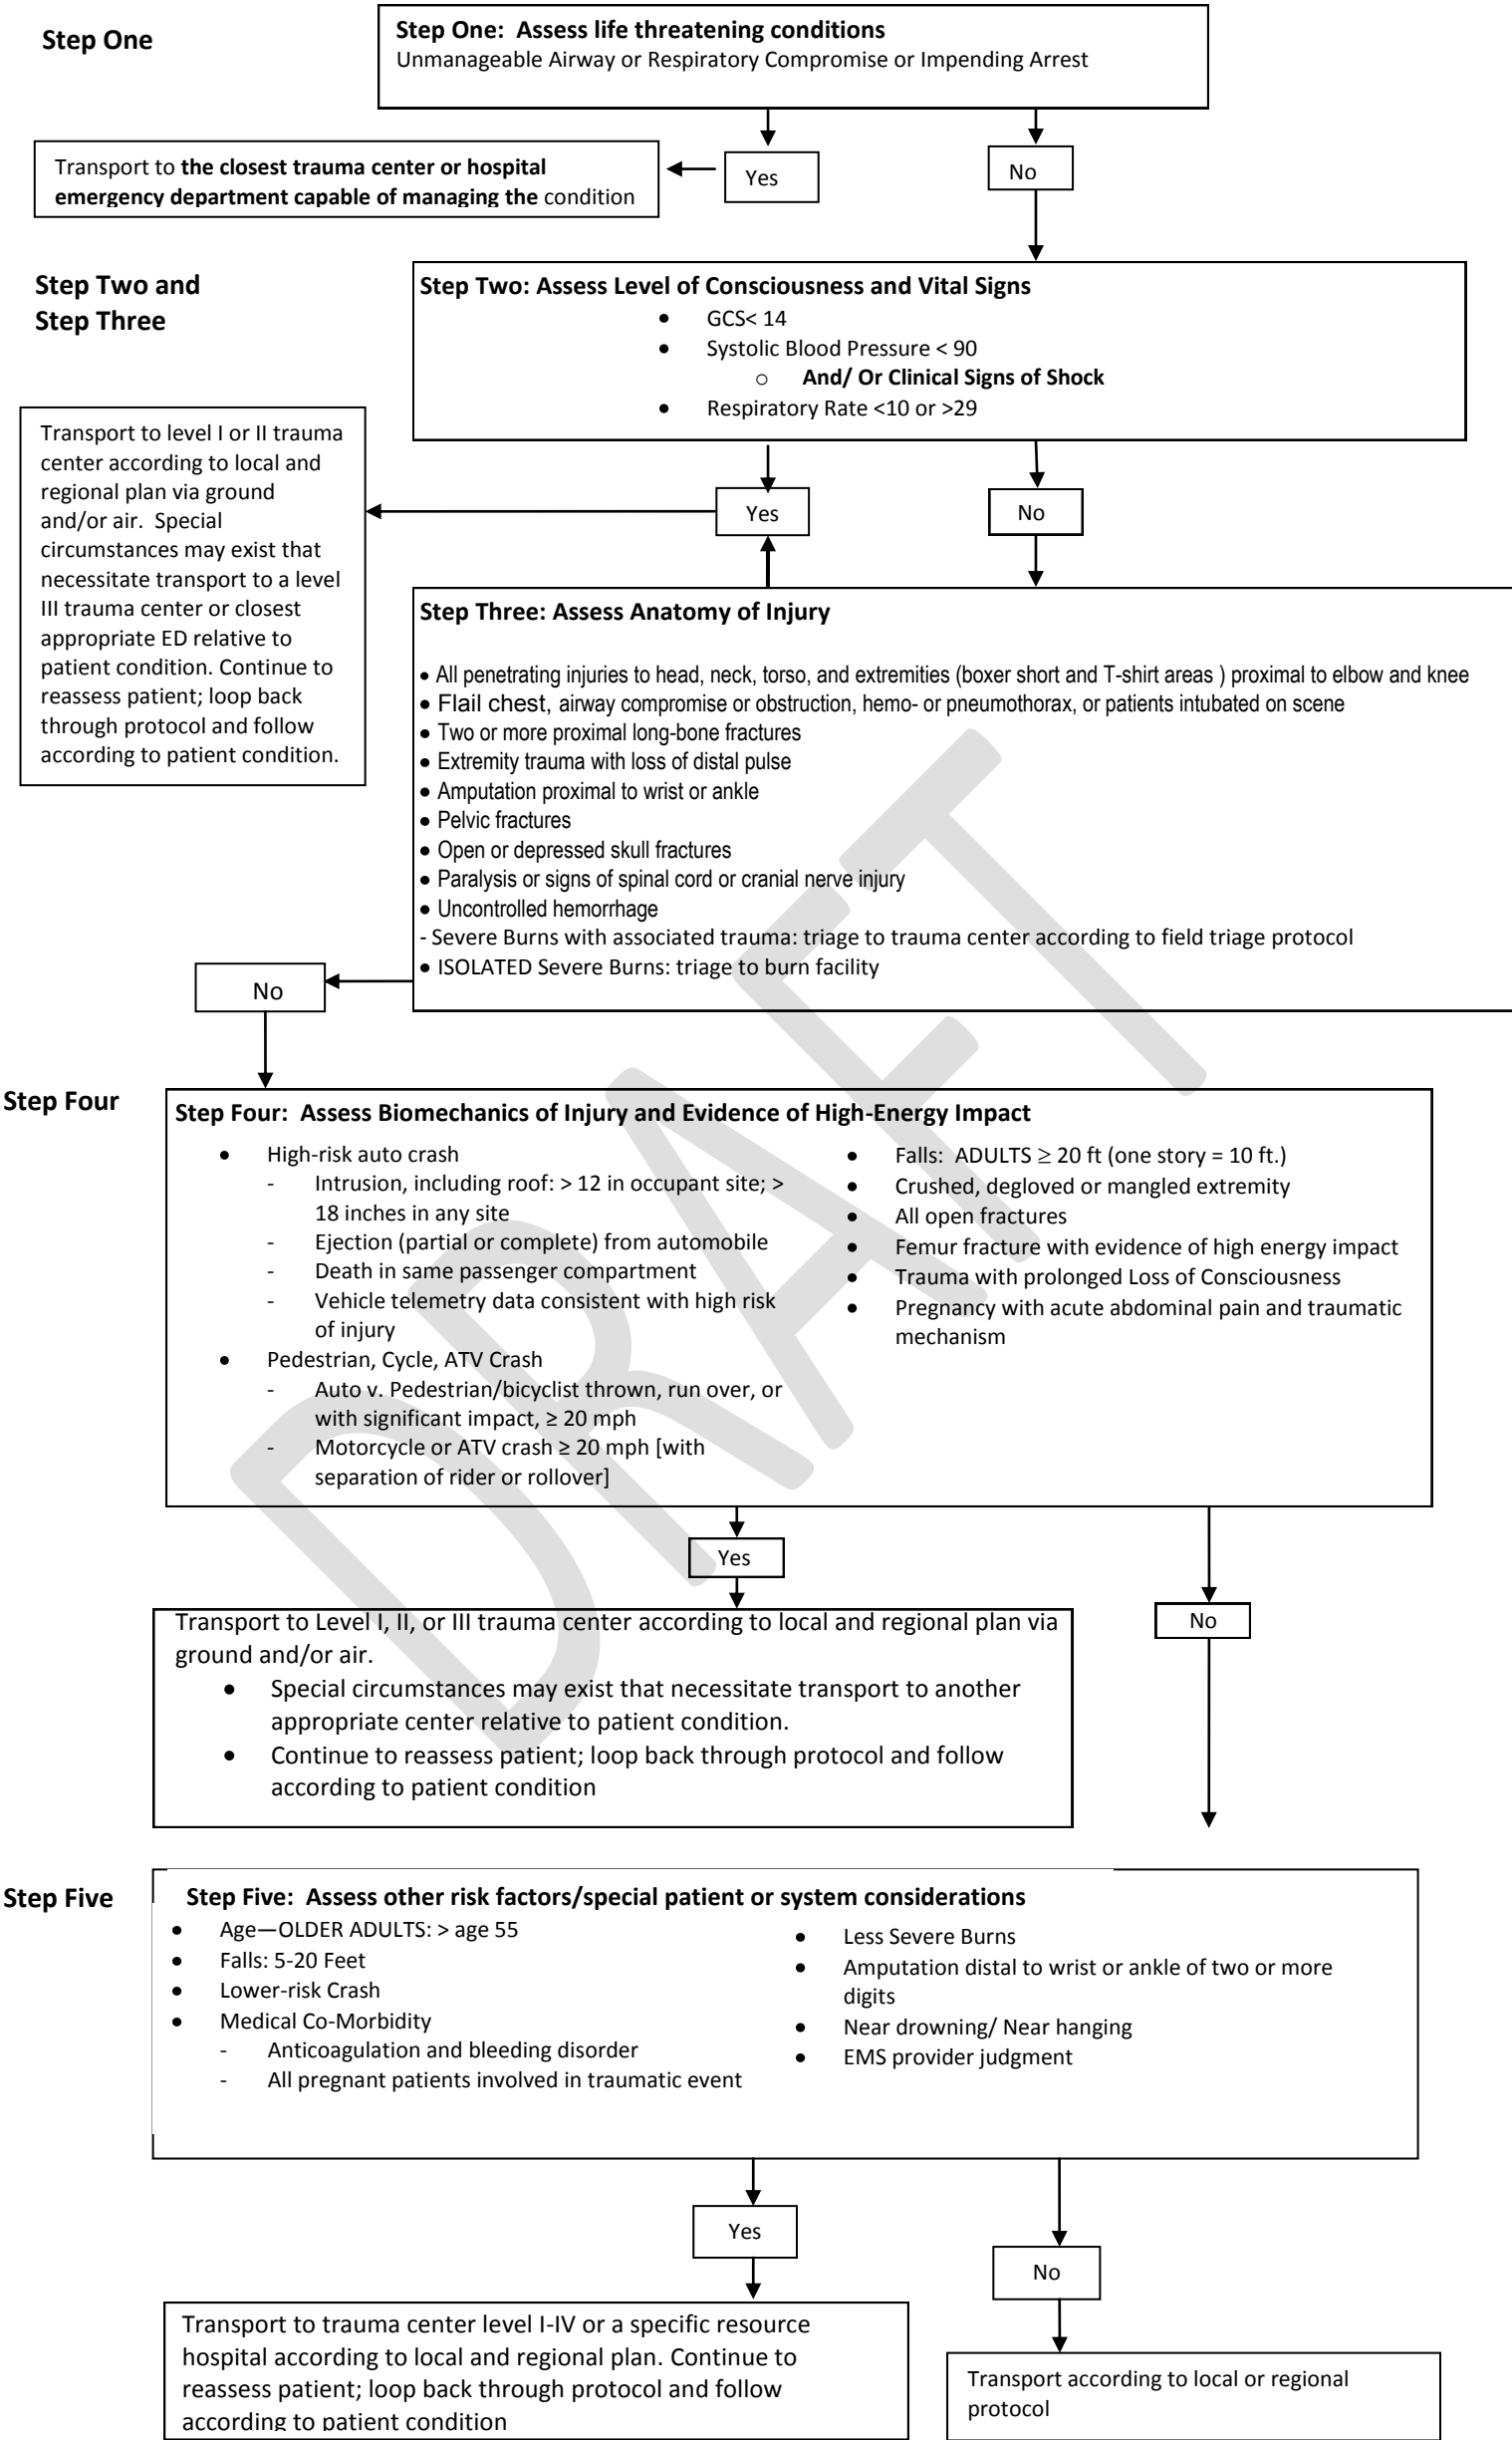 Step One
Step One:  Assess life threatening conditions
Unmanageable Airway or Respiratory Compromise or Impending Arrest
Transport to the closest trauma center or hospital
emergency department capable of managing the condition
Yes
No
Step Two and
Step Three
Step Two: Assess Level of Consciousness and Vital Signs
• GCS< 14
• Systolic Blood Pressure < 90
o And/ Or Clinical Signs of Shock
• Respiratory Rate <10 or >29
Transport to level I or II trauma
center according to local and
regional plan via ground
and/or air.  Special
circumstances may exist that
necessitate transport to a level
III trauma center or closest
appropriate ED relative to
patient condition. Continue to
reassess patient; loop back
through protocol and follow
according to patient condition.
Yes
No
Step Three: Assess Anatomy of Injury
• All penetrating injuries to head, neck, torso, and extremities (boxer short and T-shirt areas ) proximal to elbow and knee
• Flail chest, airway compromise or obstruction, hemo- or pneumothorax, or patients intubated on scene
• Two or more proximal long-bone fractures
• Extremity trauma with loss of distal pulse
• Amputation proximal to wrist or ankle
• Pelvic fractures
• Open or depressed skull fractures
• Paralysis or signs of spinal cord or cranial nerve injury
• Uncontrolled hemorrhage
- Severe Burns with associated trauma: triage to trauma center according to field triage protocol
• ISOLATED Severe Burns: triage to burn facility
No
DRAFT
Step Four
Step Four:  Assess Biomechanics of Injury and Evidence of High-Energy Impact
• High-risk auto crash
- Intrusion, including roof: > 12 in occupant site; >
18 inches in any site
- Ejection (partial or complete) from automobile
- Death in same passenger compartment
- Vehicle telemetry data consistent with high risk
of injury
• Pedestrian, Cycle, ATV Crash
- Auto v. Pedestrian/bicyclist thrown, run over, or
with significant impact, ≥ 20 mph
- Motorcycle or ATV crash ≥ 20 mph [with
separation of rider or rollover]
• Falls:  ADULTS ≥ 20 ft (one story = 10 ft.)
• Crushed, degloved or mangled extremity
• All open fractures
• Femur fracture with evidence of high energy impact
• Trauma with prolonged Loss of Consciousness
• Pregnancy with acute abdominal pain and traumatic
mechanism
Yes
No
Transport to Level I, II, or III trauma center according to local and regional plan via
ground and/or air.
• Special circumstances may exist that necessitate transport to another
appropriate center relative to patient condition.
• Continue to reassess patient; loop back through protocol and follow
according to patient condition
Step Five
Step Five:  Assess other risk factors/special patient or system considerations
• Age—OLDER ADULTS: > age 55
• Falls: 5-20 Feet
• Lower-risk Crash
• Medical Co-Morbidity
- Anticoagulation and bleeding disorder
- All pregnant patients involved in traumatic event
• Less Severe Burns
• Amputation distal to wrist or ankle of two or more
digits
• Near drowning/ Near hanging
• EMS provider judgment
Yes
No
Transport to trauma center level I-IV or a specific resource
hospital according to local and regional plan. Continue to
reassess patient; loop back through protocol and follow
according to patient condition
Transport according to local or regional
protocol